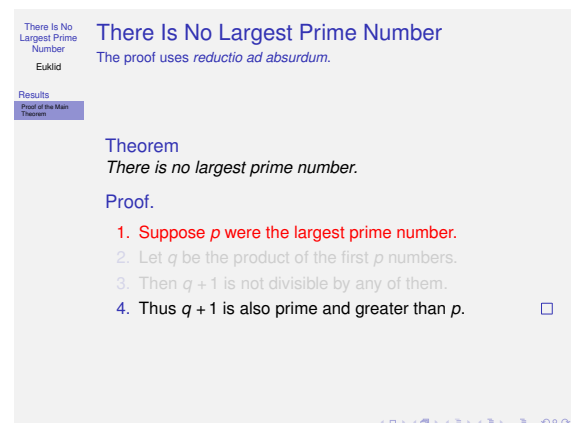 There Is No
Largest Prime
Number
Euklid
Results
Proof of the Main
Theorem
There Is No Largest Prime Number
The proof uses reductio ad absurdum.
Theorem
There is no largest prime number.
Proof.
1. Suppose p were the largest prime number.
2. Let q be the product of the first p numbers.
3. Then q + 1 is not divisible by any of them.
4. Thus q + 1 is also prime and greater than p.